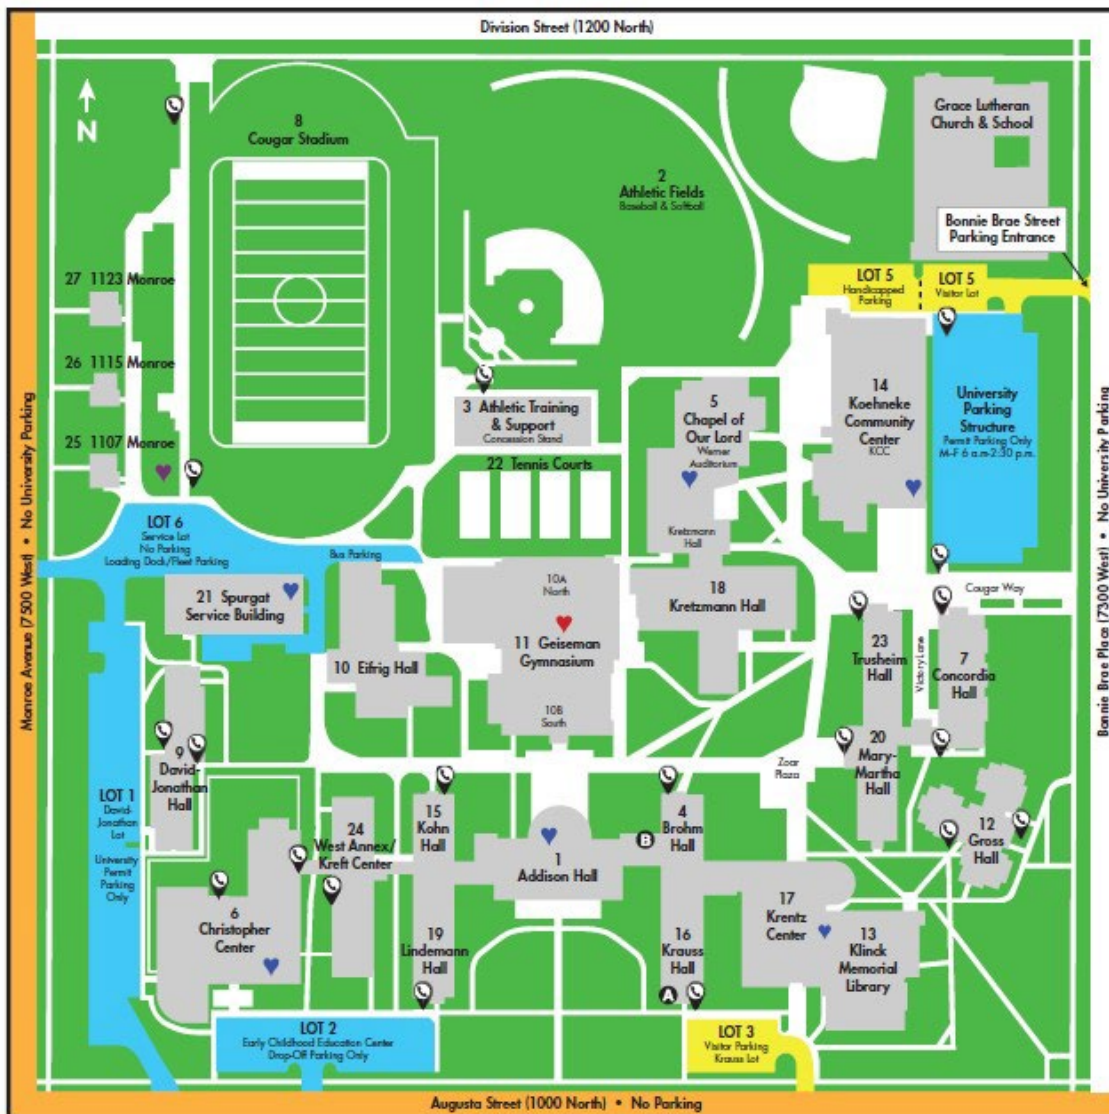 Division Street (1200 North)
N
8
Cougar Stadium
2
Athletic Fields
Baseball & Softball
Grace Lutheran
Church & School
Bonnie Brae Street
Parking Entrance
LOT 5
Handicapped
Parking
LOT 5
Visitor Lot
27 1123 Monroe
26 1115 Monroe
25 1107 Monroe
3 Athletic Training
& Support
Concession Stand
22 Tennis Courts
5
Chapel of
Our Lord
Werner
Auditorium
Kretzmann
Hall
14
Koehneke
Community
Center
KCC
University
Parking
Structure
Permit Parking Only
M-F 6 a.m-2:30 p.m.
Monroe Avenue (7500 West) • No University Parking
Bonnie Brae Place (7300 West) • No University Parking
LOT 6
Service Lot
No Parking
Loading Dock/Fleet Parking
Bus Parking
21 Spurgat
Service Building
10 Eifrig Hall
10A
North
11 Geiseman
Gymnasium
10B
South
18
Kretzmann Hall
Cougar Way
23
Trusheim
Hall
Victory Lane
7
Concordia
Hall
9
David-
Jonathan
Hall
LOT 1
David-
Jonathan
Lot
University
Permit
Parking
Only
24
West Annex/
Kreft Center
15
Kohn
Hall
1
Addison Hall
B
4
Brohm
Hall
Zoar
Plaza
20
Mary-
Martha
Hall
12
Gross
Hall
6
Christopher
Center
19
Lindemann
Hall
16
Krauss
Hall
A
17
Krentz
Center
13
Klinck
Memorial
Library
LOT 2
Early Childhood Education Center
Drop-Off Parking Only
LOT 3
Visitor Parking
Krauss Lot
Augusta Street (1000 North) • No Parking